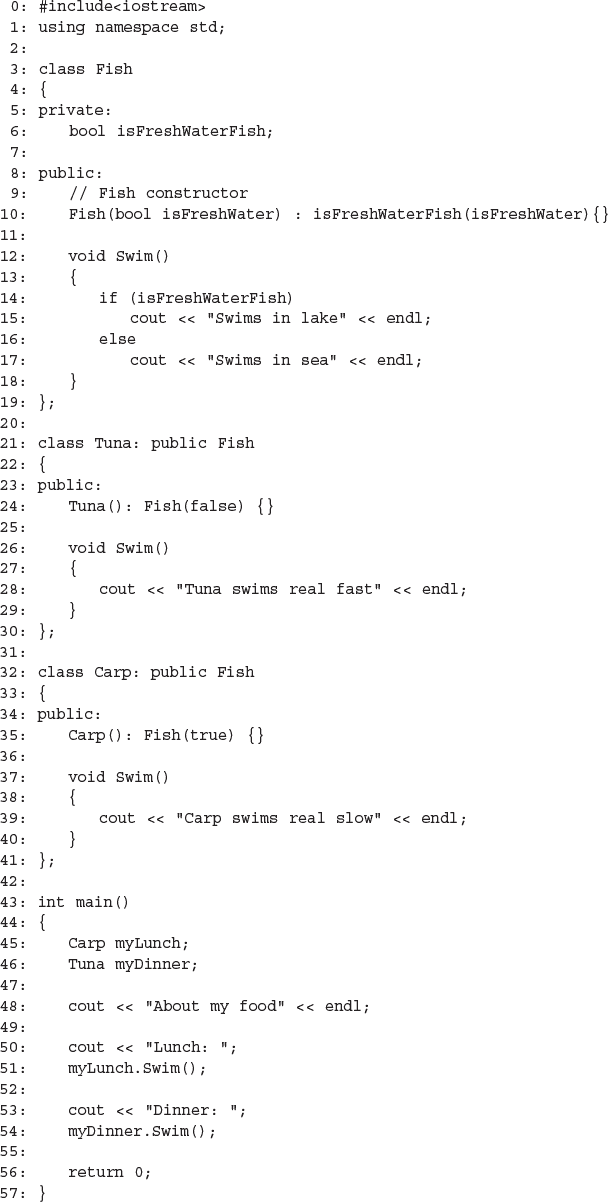 0: #include<iostream>
1: using namespace std;
2:
3: class Fish
4: {
5: private:
6:    bool isFreshWaterFish;
7:
8: public:
9:    // Fish constructor
10:    Fish(bool isFreshWater) : isFreshWaterFish(isFreshWater){}
11:
12:    void Swim()
13:    {
14:       if (isFreshWaterFish)
15:          cout << "Swims in lake" << endl;
16:       else
17:          cout << "Swims in sea" << endl;
18:    }
19: };
20:
21: class Tuna: public Fish
22: {
23: public:
24:    Tuna(): Fish(false) {}
25:
26:    void Swim()
27:    {
28:       cout << "Tuna swims real fast" << endl;
29:    }
30: };
31:
32: class Carp: public Fish
33: {
34: public:
35:    Carp(): Fish(true) {}
36:
37:    void Swim()
38:    {
39:       cout << "Carp swims real slow" << endl;
40:    }
41: };
42:
43: int main()
44: {
45:    Carp myLunch;
46:    Tuna myDinner;
47:
48:    cout << "About my food" << endl;
49:
50:    cout << "Lunch: ";
51:    myLunch.Swim();
52:
53:    cout << "Dinner: ";
54:    myDinner.Swim();
55:
56:    return 0;
57: }